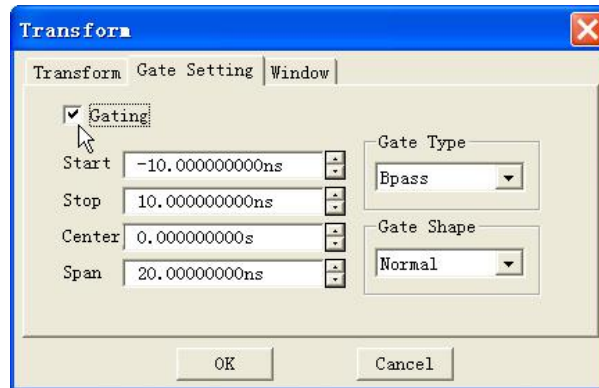 Transform
Transform Gate Setting Window
Gating
Start -10.000000000ns
Stop 10.000000000ns
Center 0.000000000s
Span 20.00000000ns
Gate Type
Bpass
Gate Shape
Normal
OK Cancel